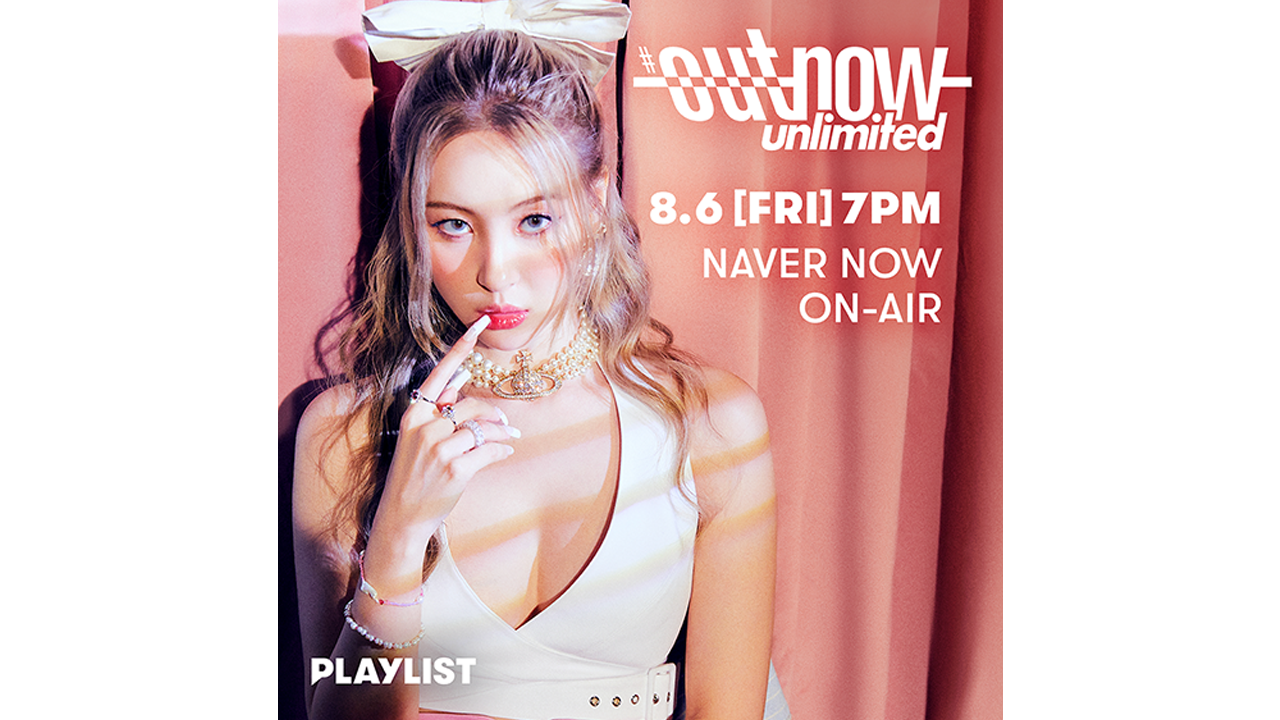 #outnow
unlimited
8.6 [FRI] 7PM
NAVER NOW
ON-AIR
PLAYLIST